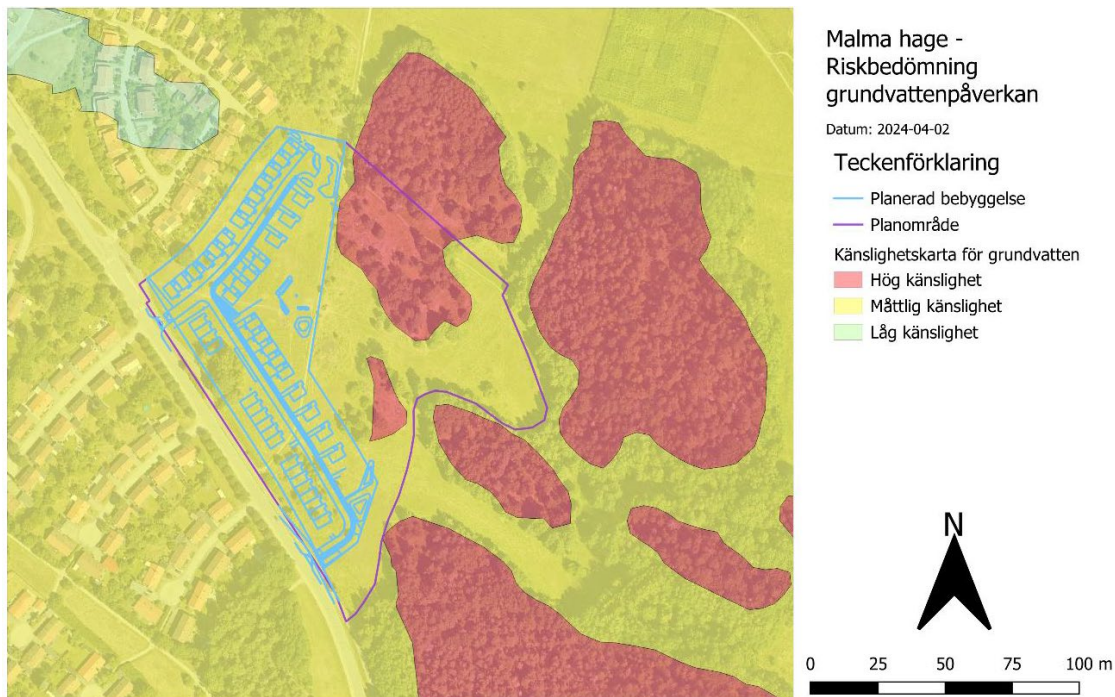 Malma hage -
Riskbedömning
grundvattenpåverkan
Datum: 2024-04-02
Teckenförklaring
Planerad bebyggelse
Planområde
Känslighetskarta för grundvatten
Hög känslighet
Måttlig känslighet
Låg känslighet
N
0 25 50 75 100 m